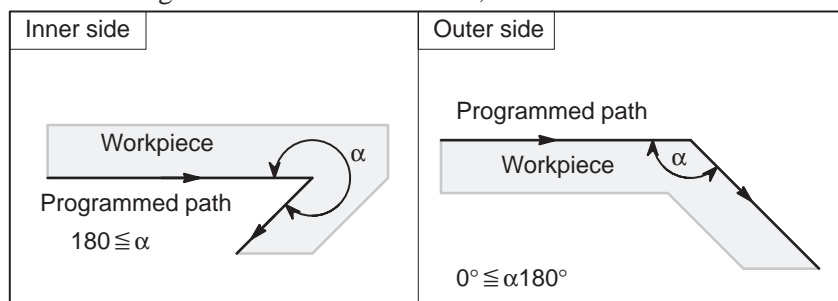 Inner side
Workpiece
α
Programmed path
180≦α
Outer side
Programmed path
Workpiece
α
0°≦α180°